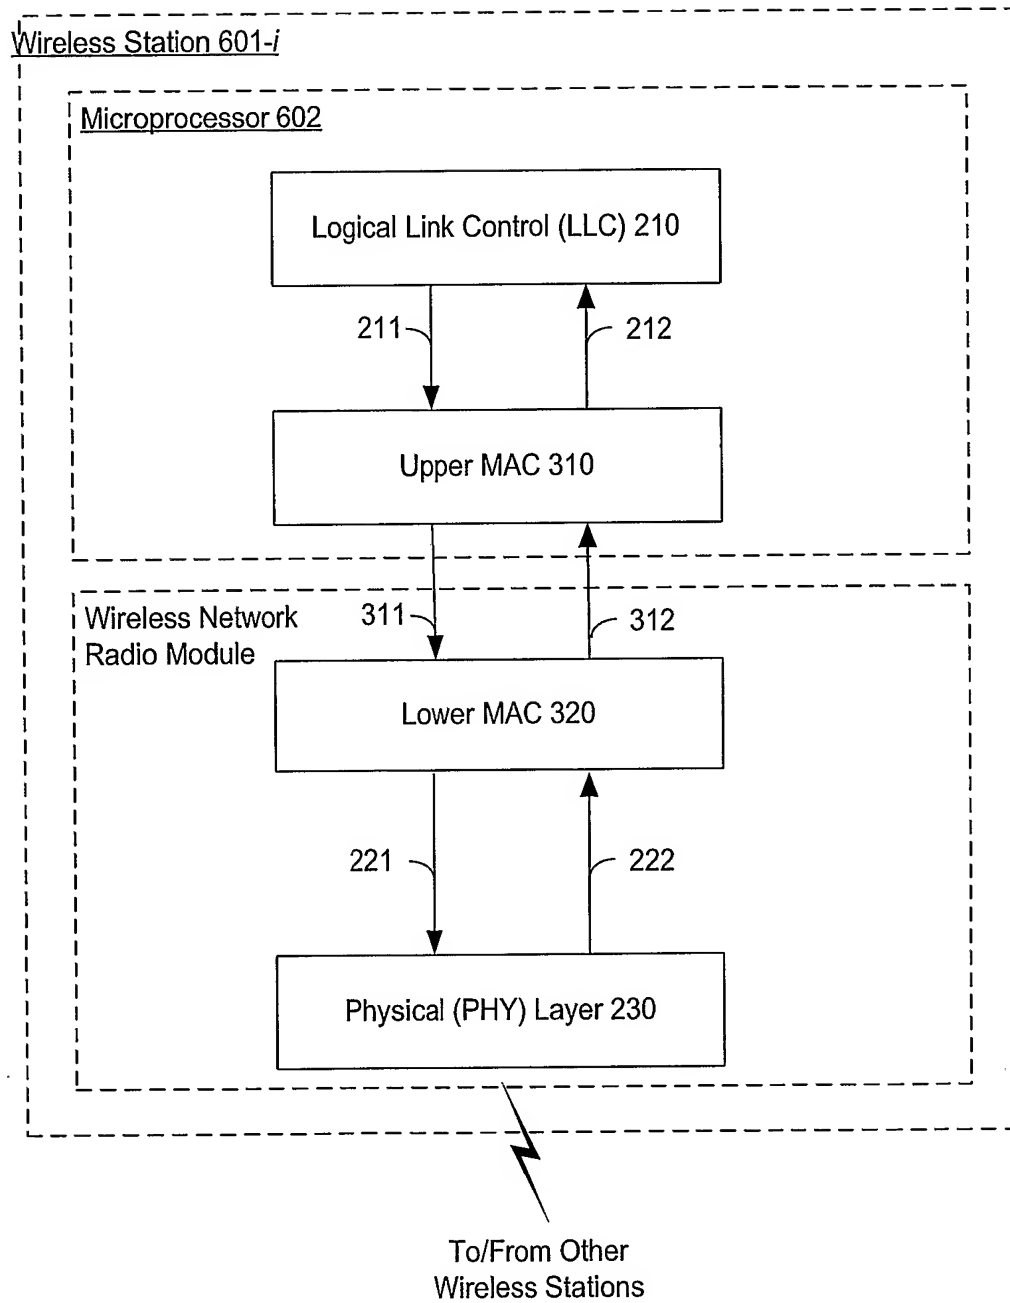 Wireless Station 601-i
Microprocessor 602
Logical Link Control (LLC) 210
211
212
Upper MAC 310
Wireless Network
Radio Module
311
312
Lower MAC 320
221
222
Physical (PHY) Layer 230
To/From Other
Wireless Stations